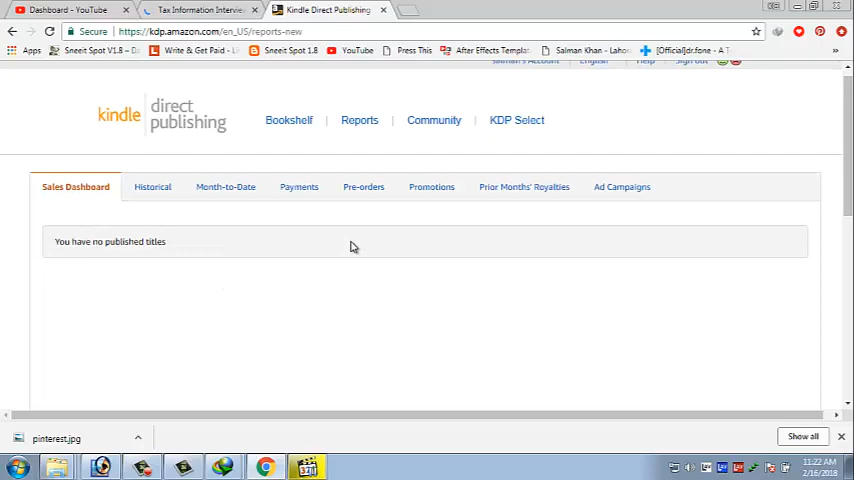 Dashboard - YouTube
Tax Information Intervie
Kindle Direct Publishing
Secure https://kdp.amazon.com/en_US/reports-new
Apps Sneeit Spot V1.8 – D Write & Get Paid - L Sneeit Spot 1.8 YouTube Press This After Effects Templat Salman Khan - Lahor [Official]dr.fone - A T
Salman's Account English Help Sign out
kindle direct publishing
Bookshelf | Reports | Community | KDP Select
Sales Dashboard Historical Month-to-Date Payments Pre-orders Promotions Prior Months' Royalties Ad Campaigns
You have no published titles
pinterest.jpg
Show all
11:22 AM
2/16/2018